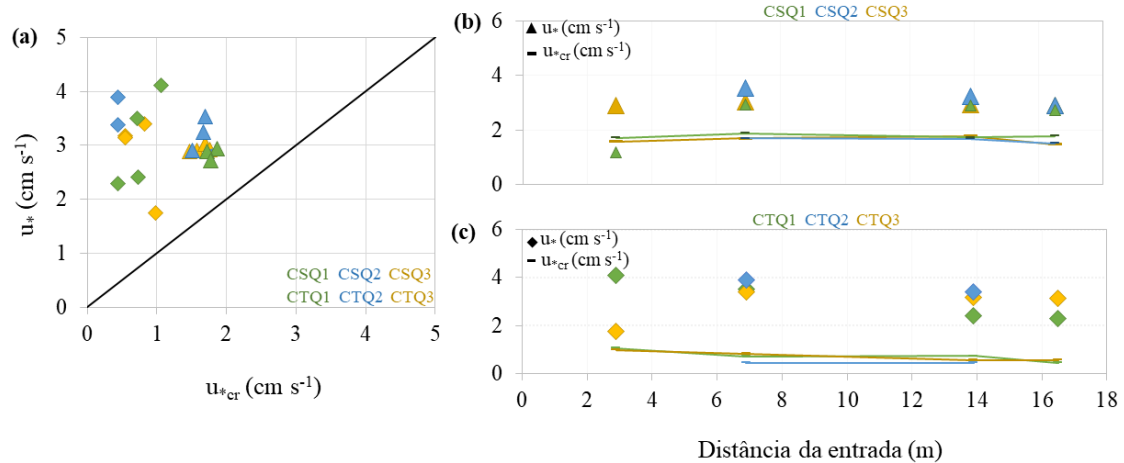 (a)
5
4
3
2
1
0
u* (cm s-1)
CSQ1 CSQ2 CSQ3
CTQ1 CTQ2 CTQ3
0 1 2 3 4 5
u*cr (cm s-1)
(b)
CSQ1 CSQ2 CSQ3
6
4
2
0
u* (cm s-1)
u*cr (cm s-1)
(c)
CTQ1 CTQ2 CTQ3
6
4
2
0
u* (cm s-1)
u*cr (cm s-1)
0 2 4 6 8 10 12 14 16 18
Distância da entrada (m)